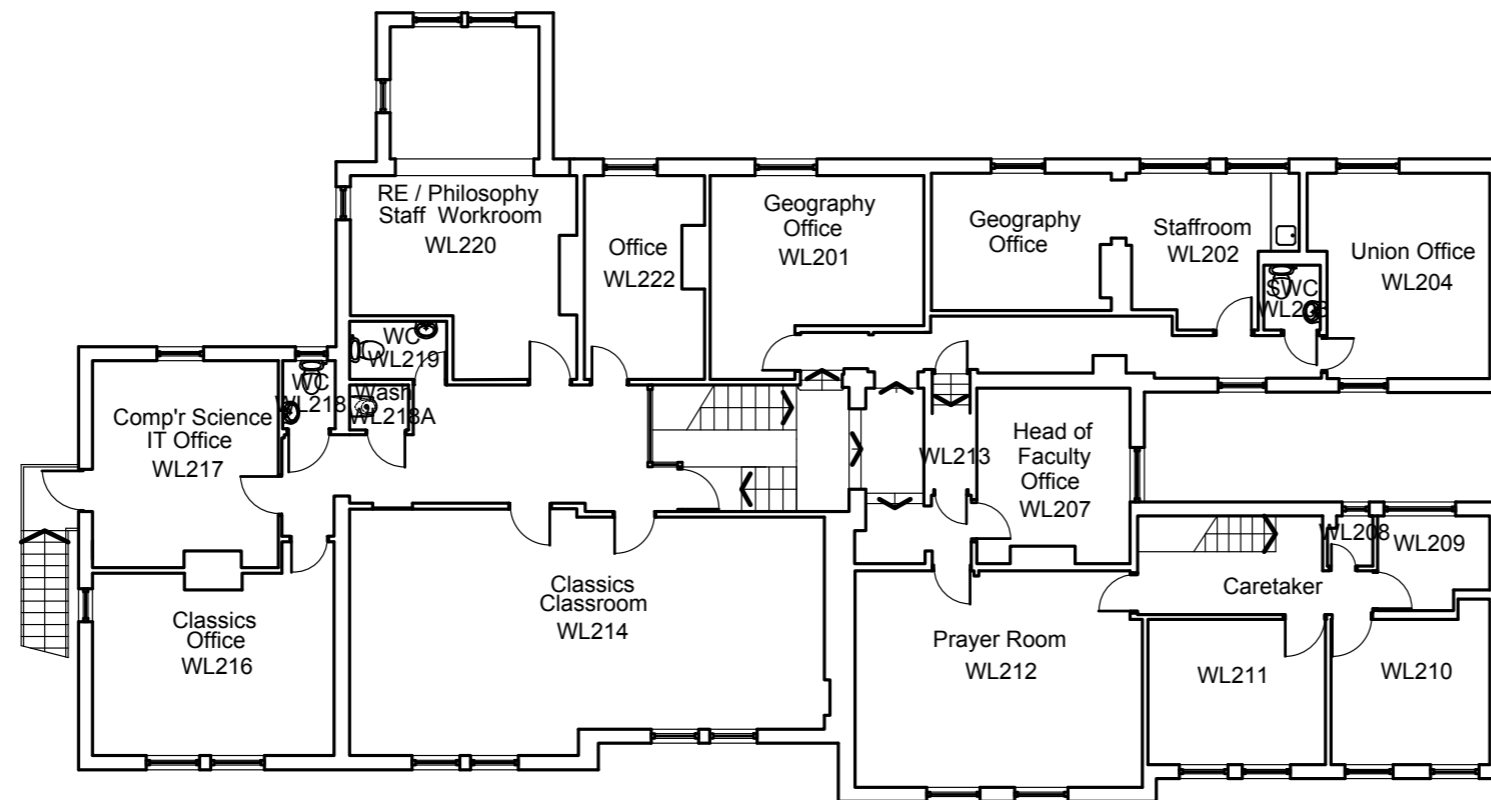 RE / Philosophy
Staff Workroom
WL220
Office
WL222
Geography
Office
WL201
Geography
Office
Staffroom
WL202
Union Office
WL204
SWC
WL203
WC
WL219
WC
WL218
Wash
WL218A
Comp'r Science
IT Office
WL217
WL213
Head of
Faculty
Office
WL207
WL208
WL209
Caretaker
Classics
Classroom
WL214
Classics
Office
WL216
Prayer Room
WL212
WL211
WL210